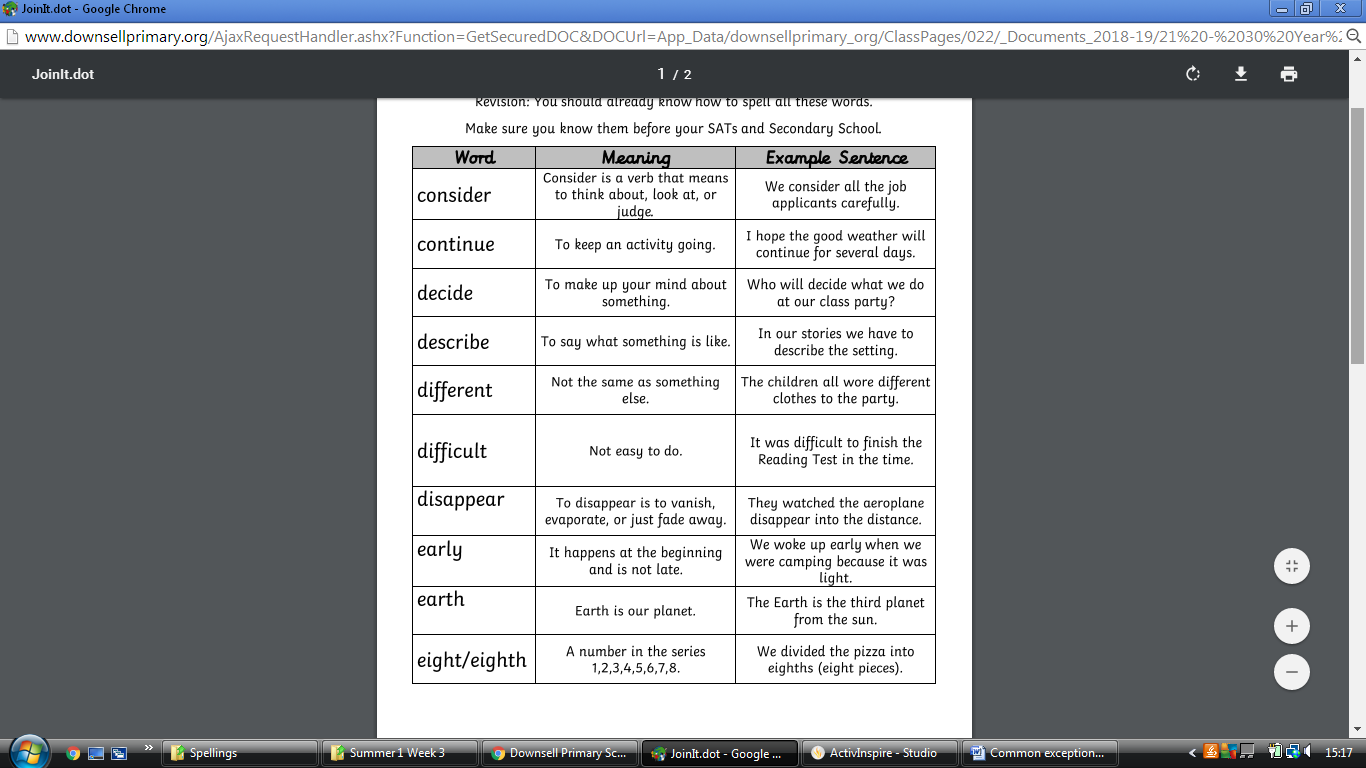 JoinIt.dot - Google Chrome
www.downsellprimary.org/AjaxRequestHandler.ashx?Function=GetSecuredDOC&DOCUrl=App_Data/downsellprimary_org/ClassPages/022/_Documents_2018-19/21%20-%2030%20Year%
JoinIt.dot
1 / 2
Revision: You should already know how to spell all these words.
Make sure you know them before your SATs and Secondary School.
Word Meaning Example Sentence
consider
Consider is a verb that means
to think about, look at, or
judge.
We consider all the job
applicants carefully.
continue
To keep an activity going.
I hope the good weather will
continue for several days.
decide
To make up your mind about
something.
Who will decide what we do
at our class party?
describe
To say what something is like.
In our stories we have to
describe the setting.
different
Not the same as something
else.
The children all wore different
clothes to the party.
difficult
Not easy to do.
It was difficult to finish the
Reading Test in the time.
disappear
To disappear is to vanish,
evaporate, or just fade away.
They watched the aeroplane
disappear into the distance.
early
It happens at the beginning
and is not late.
We woke up early when we
were camping because it was
light.
earth
Earth is our planet.
The Earth is the third planet
from the sun.
eight/eighth
A number in the series
1,2,3,4,5,6,7,8.
We divided the pizza into
eighths (eight pieces).
Spellings
Summer1 Week 3
Downsell Primary Sc...
JoinIt.dot - Google ...
ActivInspire - Studio
Common exception...
15:17